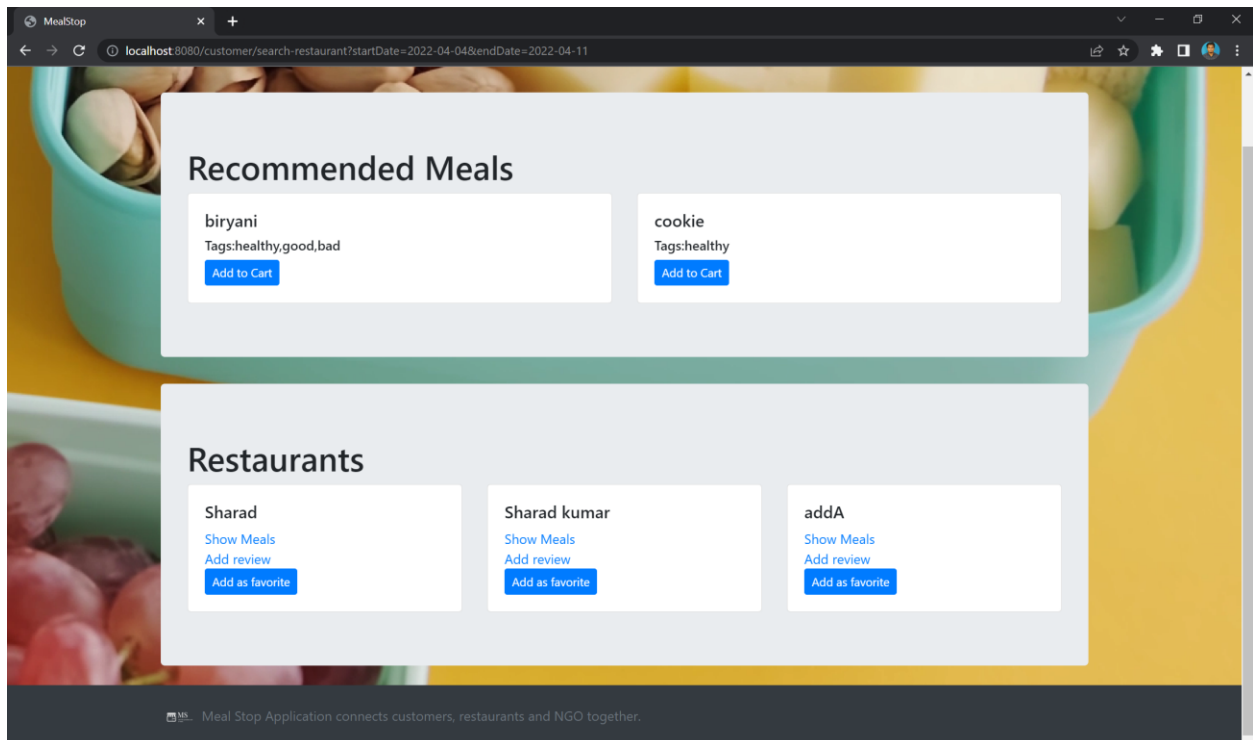 MealStop
localhost:8080/customer/search-restaurant?startDate=2022-04-04&endDate=2022-04-11
Recommended Meals
biryani
Tags:healthy,good,bad
Add to Cart
cookie
Tags:healthy
Add to Cart
Restaurants
Sharad
Show Meals
Add review
Add as favorite
Sharad kumar
Show Meals
Add review
Add as favorite
addA
Show Meals
Add review
Add as favorite
MS
Meal Stop Application connects customers, restaurants and NGO together.